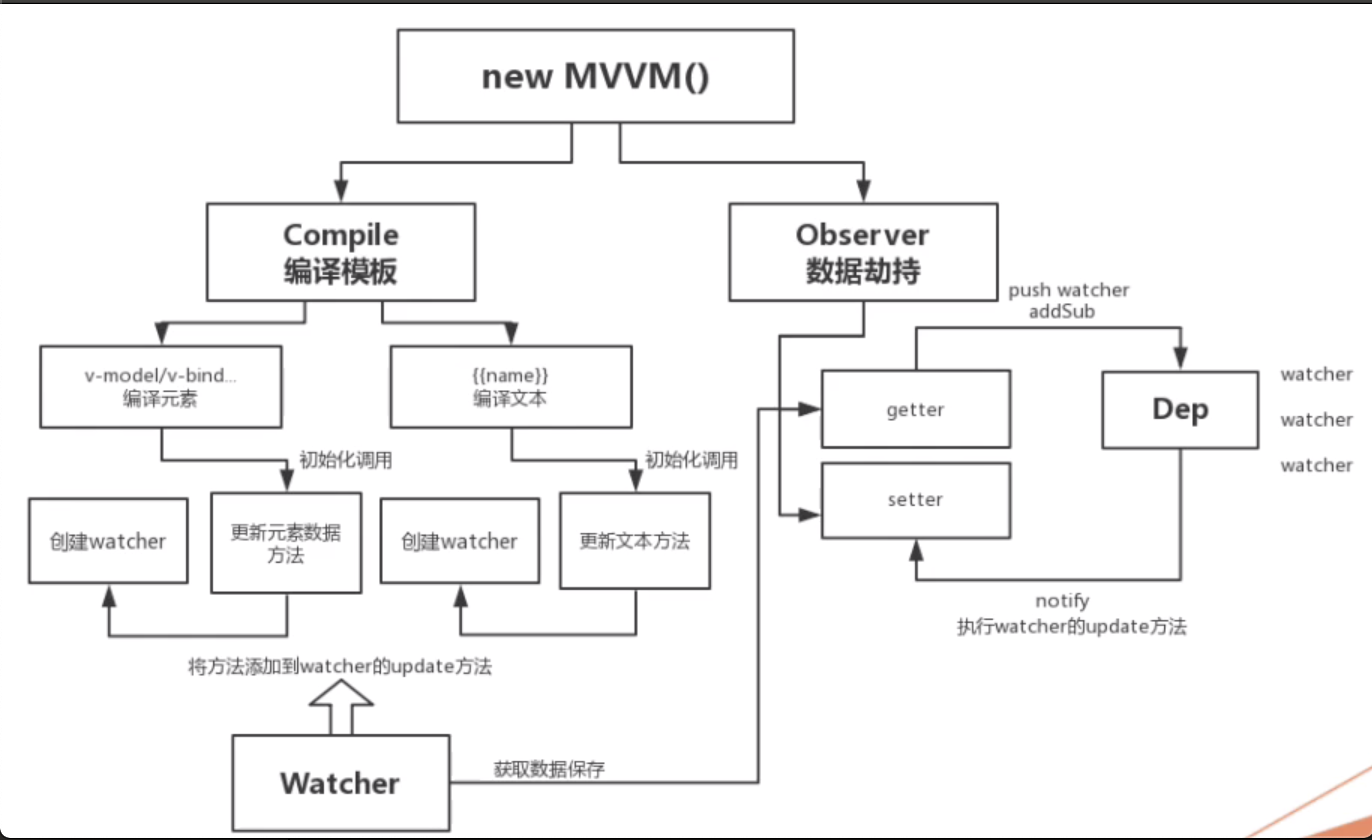 new MVVM()
Compile
编译模板
Observer
数据劫持
push watcher
addSub
v-model/v-bind...
编译元素
{{name}}
编译文本
getter
Dep
watcher
watcher
watcher
初始化调用
初始化调用
setter
创建watcher
更新元素数据
方法
创建watcher
更新文本方法
notify
执行watcher的update方法
将方法添加到watcher的update方法
Watcher
获取数据保存